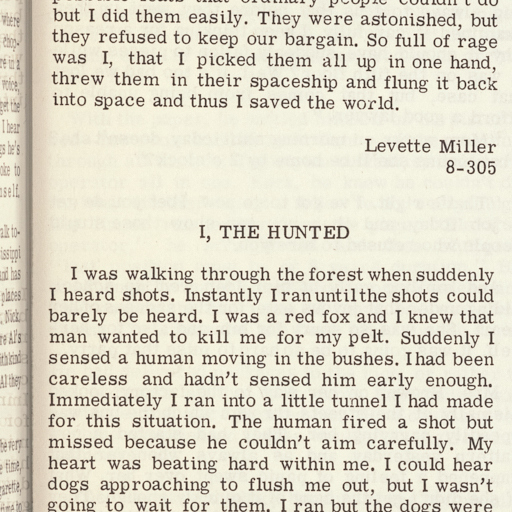 but I did them easily. They were astonished, but
they refused to keep our bargain. So full of rage
was I, that I picked them all up in one hand,
threw them in their spaceship and flung it back
into space and thus I saved the world.
Levette Miller
8-305
I, THE HUNTED
I was walking through the forest when suddenly
I heard shots. Instantly I ran until the shots could
barely be heard. I was a red fox and I knew that
man wanted to kill me for my pelt. Suddenly I
sensed a human moving in the bushes. I had been
careless and hadn't sensed him early enough.
Immediately I ran into a little tunnel I had made
for this situation. The human fired a shot but
missed because he couldn't aim carefully. My
heart was beating hard within me. I could hear
dogs approaching to flush me out, but I wasn't
going to wait for them. I ran but the dogs were